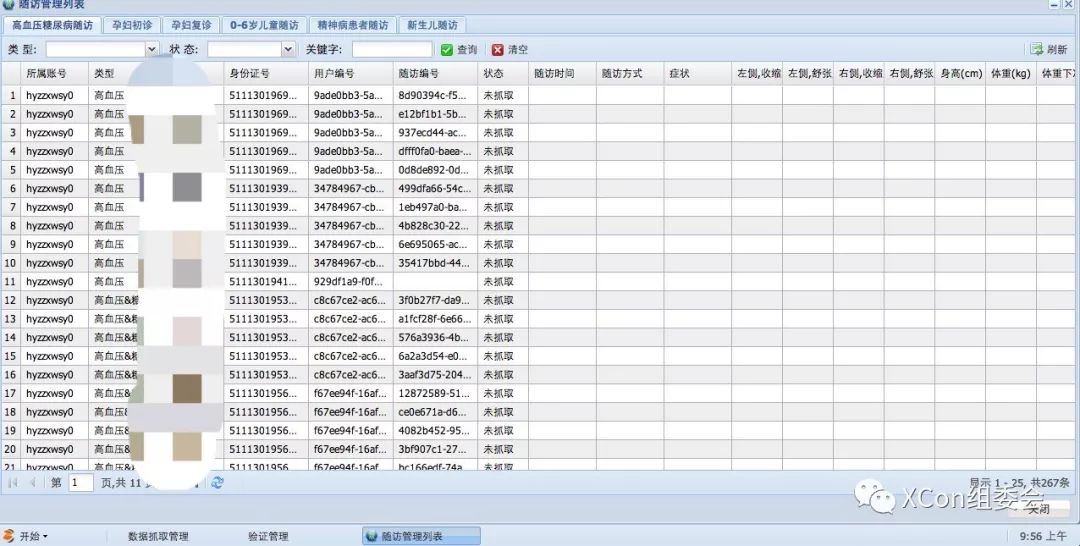 随访管理列表
高血压糖尿病随访 孕妇初诊 孕妇复诊 0-6岁儿童随访 精神病患者随访 新生儿随访
类 型: 状 态: 关键字: 查询 清空 刷新
所属账号 类型 身份证号 用户编号 随访编号 状态 随访时间 随访方式 症状 左侧,收缩 左侧,舒张 右侧,收缩 右侧,舒张 身高(cm) 体重(kg) 体重下
1 hyzzxwsy0 高血压 5111301969... 9ade0bb3-5a... 8d90394c-f5... 未抓取
2 hyzzxwsy0 高血压 5111301969... 9ade0bb3-5a... e12bf1b1-5b... 未抓取
3 hyzzxwsy0 高血压 5111301969... 9ade0bb3-5a... 937ecd44-ac... 未抓取
4 hyzzxwsy0 高血压 5111301969... 9ade0bb3-5a... dfff0fa0-baea-... 未抓取
5 hyzzxwsy0 高血压 5111301969... 9ade0bb3-5a... 0d8de892-0d... 未抓取
6 hyzzxwsy0 高血压 5111301939... 34784967-cb... 499dfa66-54c... 未抓取
7 hyzzxwsy0 高血压 5111301939... 34784967-cb... 1eb497a0-ba... 未抓取
8 hyzzxwsy0 高血压 5111301939... 34784967-cb... 4b828c30-22... 未抓取
9 hyzzxwsy0 高血压 5111301939... 34784967-cb... 6e695065-ac... 未抓取
10 hyzzxwsy0 高血压 5111301939... 34784967-cb... 35417bbd-44... 未抓取
11 hyzzxwsy0 高血压 5111301941... 929df1a9-f0f... 未抓取
12 hyzzxwsy0 高血压&糖 5111301953... c8c67ce2-ac6... 3f0b27f7-da9... 未抓取
13 hyzzxwsy0 高血压&糖 5111301953... c8c67ce2-ac6... a1fcf28f-6e66... 未抓取
14 hyzzxwsy0 高血压&糖 5111301953... c8c67ce2-ac6... 576a3936-4b... 未抓取
15 hyzzxwsy0 高血压&糖 5111301953... c8c67ce2-ac6... 6a2a3d54-e0... 未抓取
16 hyzzxwsy0 高血压& 5111301953... c8c67ce2-ac6... 3aaf3d75-204... 未抓取
17 hyzzxwsy0 高血压& 5111301956... f67ee94f-16af... 12872589-51... 未抓取
18 hyzzxwsy0 高血压& 5111301956... f67ee94f-16af... ce0e671a-d6... 未抓取
19 hyzzxwsy0 高血压& 5111301956... f67ee94f-16af... 4082b452-95... 未抓取
20 hyzzxwsy0 高血压& 5111301956... f67ee94f-16af... 3bf907c1-27... 未抓取
21 hyzzxwsy0 高血压& 5111301956 f67ee94f-16af bc166edf-74a 未抓取
第 1 页,共 11 显示 1 - 25, 共267条
XCon组委会
关闭
开始 数据抓取管理 验证管理 随访管理列表 9:56 上午